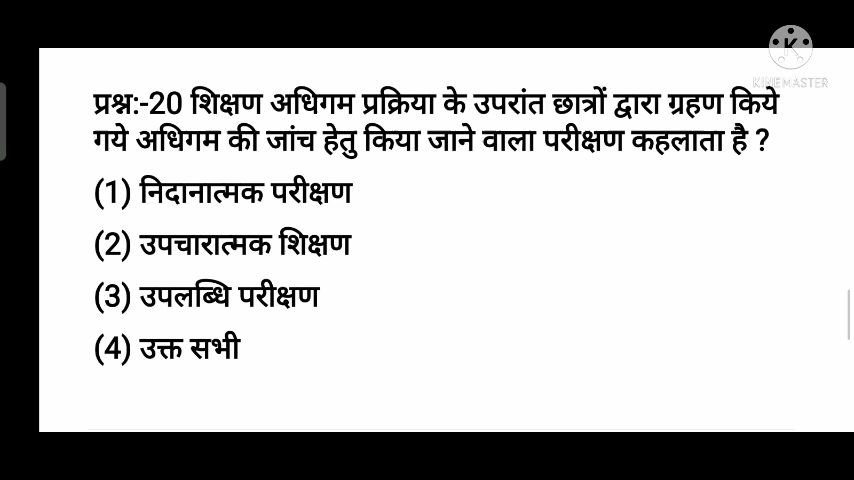 KINEMASTER
प्रश्न:-20 शिक्षण अधिगम प्रक्रिया के उपरांत छात्रों द्वारा ग्रहण किये
गये अधिगम की जांच हेतु किया जाने वाला परीक्षण कहलाता है ?
(1) निदानात्मक परीक्षण
(2) उपचारात्मक शिक्षण
(3) उपलब्धि परीक्षण
(4) उक्त सभी